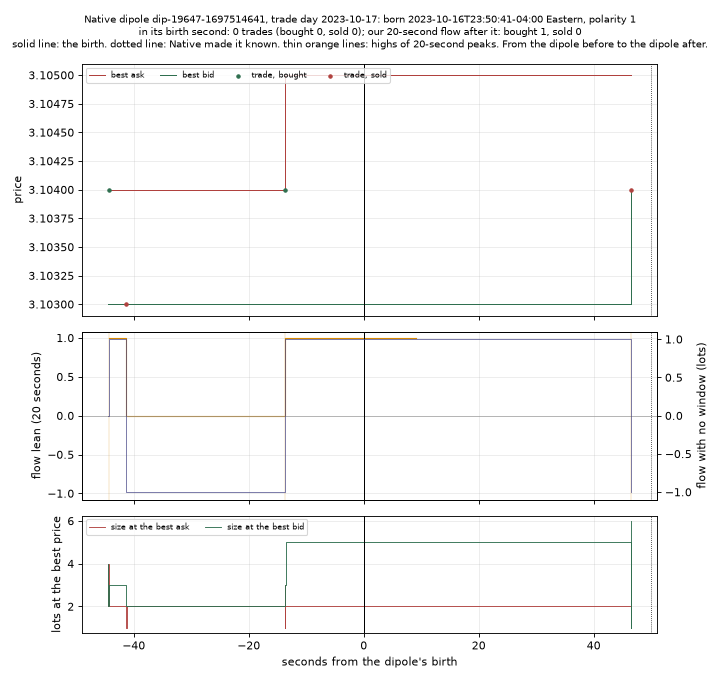 Native dipole dip-19647-1697514641, trade day 2023-10-17: born 2023-10-16T23:50:41-04:00 Eastern, polarity 1
in its birth second: 0 trades (bought 0, sold 0); our 20-second flow after it: bought 1, sold 0
solid line: the birth. dotted line: Native made it known. thin orange lines: highs of 20-second peaks. From the dipole before to the dipole after.
best ask
best bid
trade, bought
trade, sold
3.10500
3.10475
3.10450
3.10425
3.10400
3.10375
3.10350
3.10325
3.10300
price
1.0
0.5
0.0
−0.5
−1.0
flow lean (20 seconds)
1.0
0.5
0.0
−0.5
−1.0
flow with no window (lots)
size at the best ask
size at the best bid
6
4
2
lots at the best price
−40
−20
0
20
40
seconds from the dipole's birth